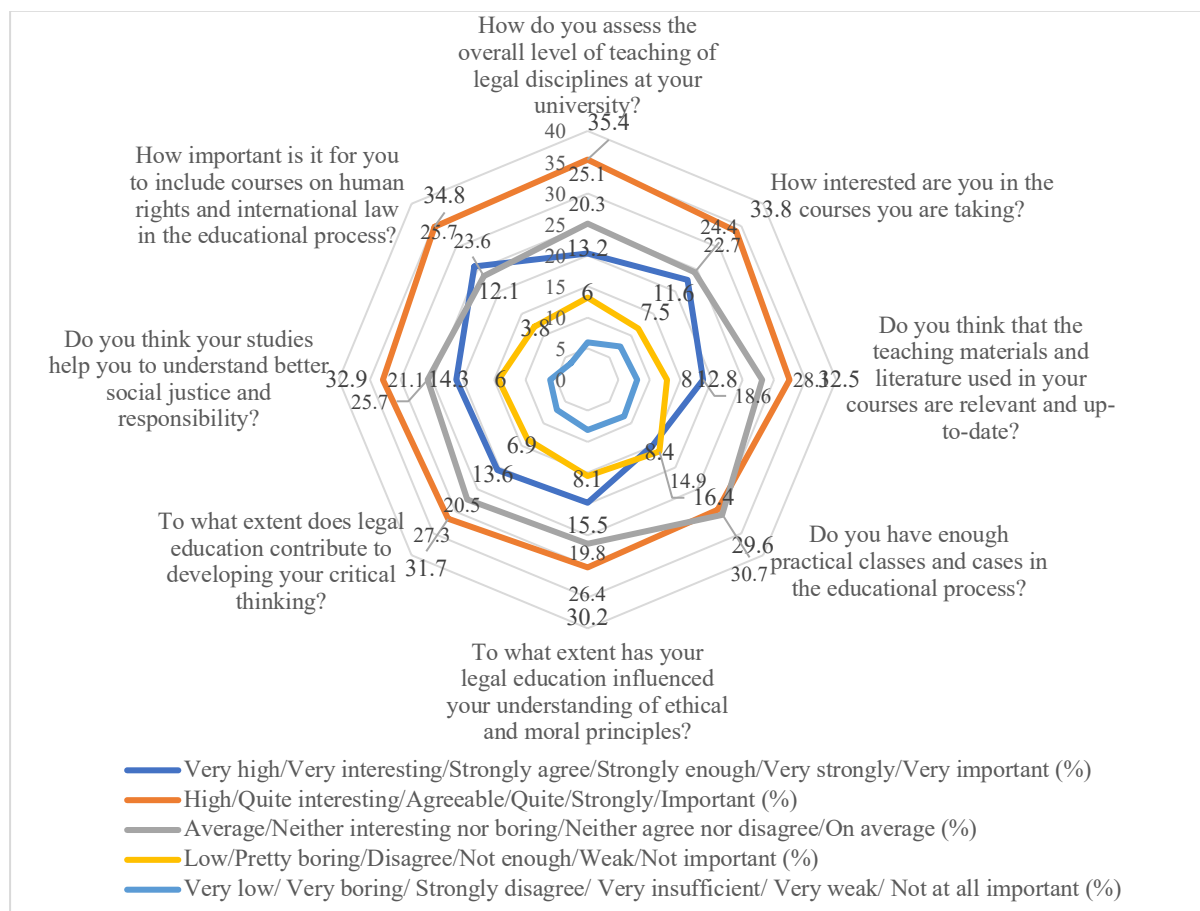 How do you assess the
overall level of teaching of
legal disciplines at your
university?
35.4
40
35
25.1
30
20.3
25
20
13.2
15
6
10
5
0
How interested are you in the
courses you are taking?
33.8
24.4
22.7
11.6
7.5
Do you think that the
teaching materials and
literature used in your
courses are relevant and up-
to-date?
32.5
28.1
18.6
12.8
8
Do you have enough
practical classes and cases in
the educational process?
30.7
29.6
16.4
14.9
8.4
To what extent has your
legal education influenced
your understanding of ethical
and moral principles?
30.2
26.4
19.8
15.5
8.1
To what extent does legal
education contribute to
developing your critical
thinking?
31.7
27.3
20.5
13.6
6.9
Do you think your studies
help you to understand better
social justice and
responsibility?
32.9
25.7
21.1
14.3
6
How important is it for you
to include courses on human
rights and international law
in the educational process?
34.8
25.7
23.6
12.1
3.8
Very high/Very interesting/Strongly agree/Strongly enough/Very strongly/Very important (%)
High/Quite interesting/Agreeable/Quite/Strongly/Important (%)
Average/Neither interesting nor boring/Neither agree nor disagree/On average (%)
Low/Pretty boring/Disagree/Not enough/Weak/Not important (%)
Very low/ Very boring/ Strongly disagree/ Very insufficient/ Very weak/ Not at all important (%)